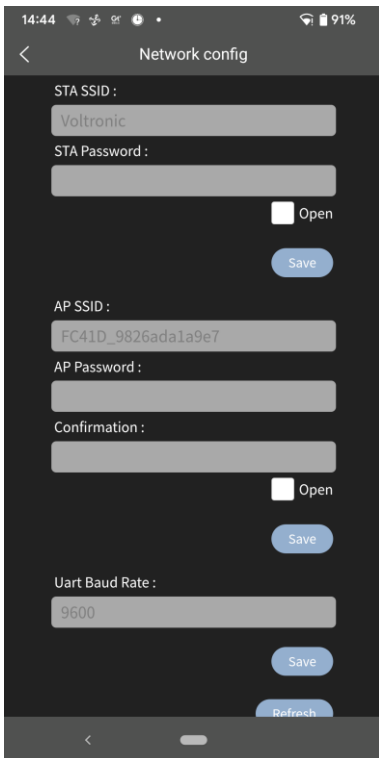 14:44 91%
Network config
STA SSID :
Voltronic
STA Password :
Open
Save
AP SSID :
FC41D_9826ada1a9e7
AP Password :
Confirmation :
Open
Save
Uart Baud Rate :
9600
Save
Refresh